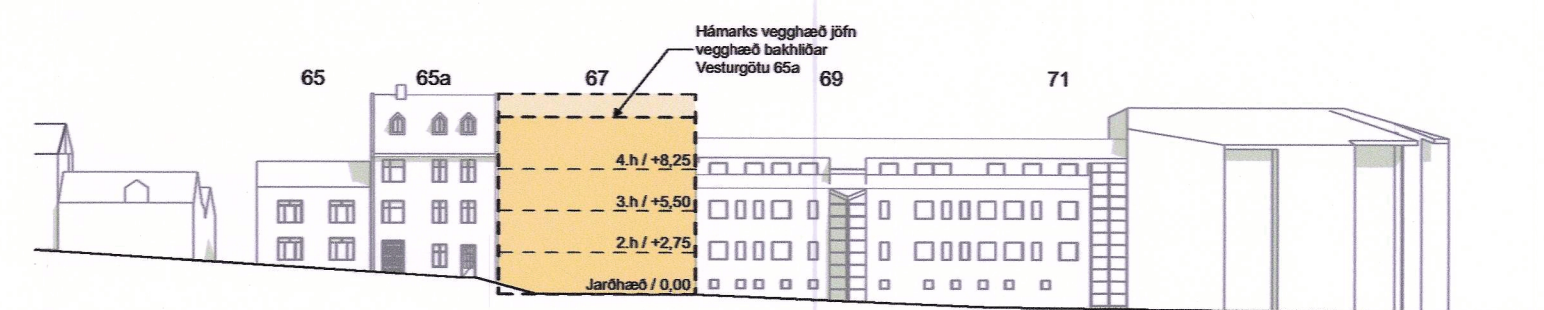 Hámarks vegghæð jöfn
vegghæð bakhliðar
Vesturgötu 65a
65
65a
67
69
71
4.h / +8,25
3.h / +5,50
2.h / +2,75
Jarðhæð / 0,00